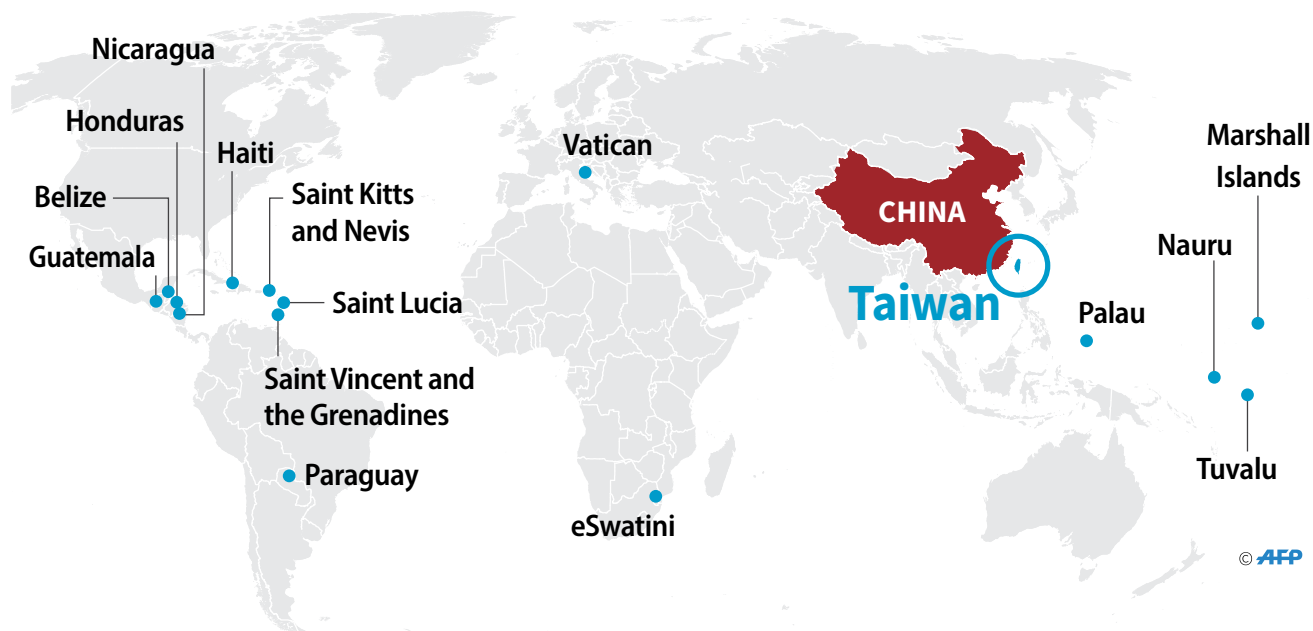 Nicaragua
Honduras
Haiti
Belize
Guatemala
Saint Kitts
and Nevis
Saint Lucia
Saint Vincent and
the Grenadines
Paraguay
Vatican
eSwatini
CHINA
Taiwan
Palau
Marshall
Islands
Nauru
Tuvalu
© AFP